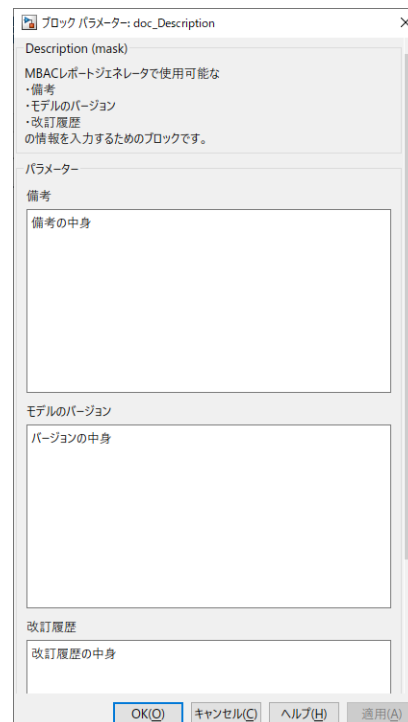 ブロック パラメーター: doc_Description
Description (mask)
MBACレポートジェネレータで使用可能な
・備考
・モデルのバージョン
・改訂履歴
の情報を入力するためのブロックです。
パラメーター
備考
備考の中身
モデルのバージョン
バージョンの中身
改訂履歴
改訂履歴の中身
OK(O) キャンセル(C) ヘルプ(H) 適用(A)